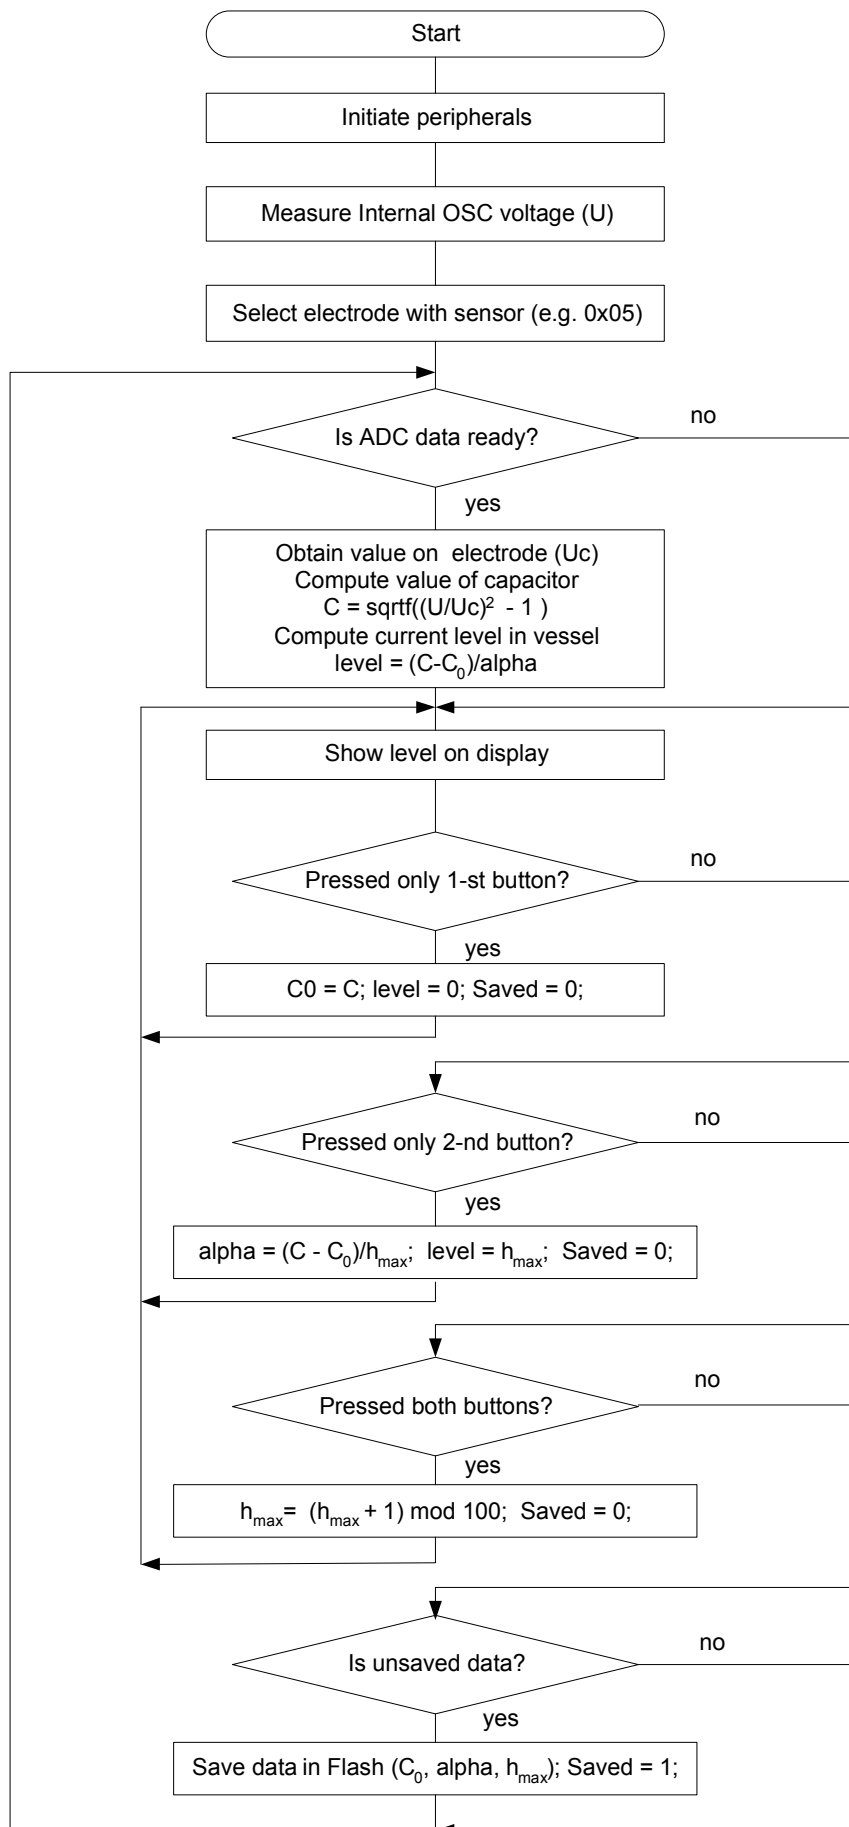 Start
Initiate peripherals
Measure Internal OSC voltage (U)
Select electrode with sensor (e.g. 0x05)
Is ADC data ready?
no
yes
Obtain value on electrode (Uc)
Compute value of capacitor
C = sqrtf((U/Uc)² - 1 )
Compute current level in vessel
level = (C-C₀)/alpha
Show level on display
Pressed only 1-st button?
no
yes
C0 = C; level = 0; Saved = 0;
Pressed only 2-nd button?
no
yes
alpha = (C - C₀)/hmax; level = hmax; Saved = 0;
Pressed both buttons?
no
yes
hmax= (hmax + 1) mod 100; Saved = 0;
Is unsaved data?
no
yes
Save data in Flash (C₀, alpha, hmax); Saved = 1;